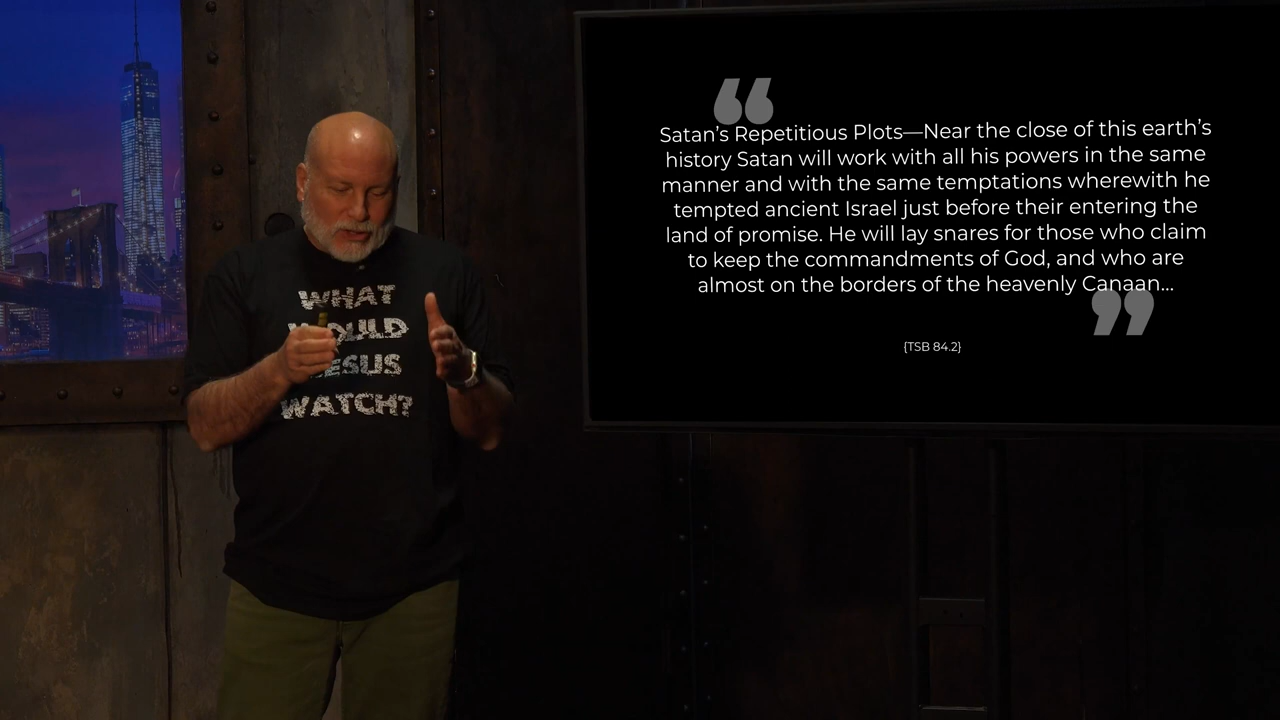 WHAT
WOULD
JESUS
WATCH?
“
Satan’s Repetitious Plots—Near the close of this earth’s
history Satan will work with all his powers in the same
manner and with the same temptations wherewith he
tempted ancient Israel just before their entering the
land of promise. He will lay snares for those who claim
to keep the commandments of God, and who are
almost on the borders of the heavenly Canaan...
”
{TSB 84.2}